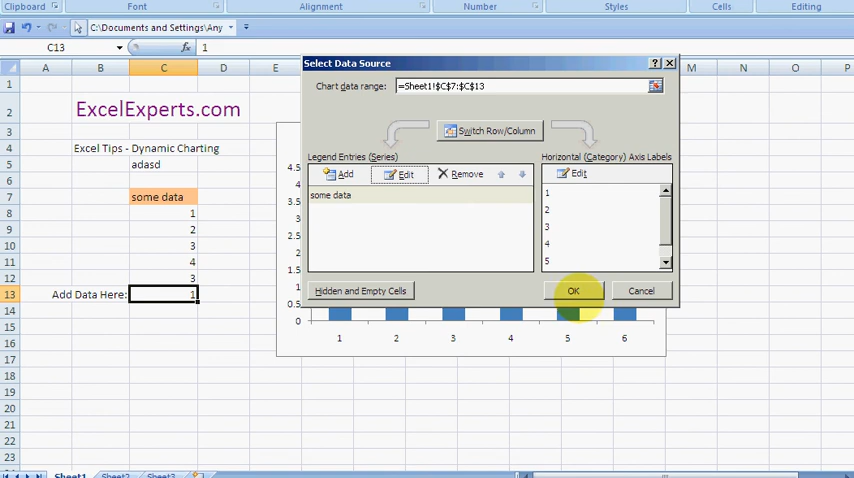 Clipboard Font Alignment Number Styles Cells Editing
C:\Documents and Settings\Any
C13 fx 1
Select Data Source ?
A B C D E M N O P
1
Chart data range: =Sheet1!$C$7:$C$13
2 ExcelExperts.com
Switch Row/Column
3
4 Excel Tips - Dynamic Charting
Legend Entries (Series) Horizontal (Category) Axis Labels
5 adasd
4.5 Add Edit Remove Edit
6
4
7 some data
some data 1
3.5
8 1
2
9 2
3
3
10 3
2.5
4
11 4
2
5
12 3
1.5
13 Add Data Here: 1
1
Hidden and Empty Cells OK Cancel
14
0.5
15
0
16
1 2 3 4 5 6
17
18
19
20
21
22
23
Sheet1 Sheet2 Sheet3